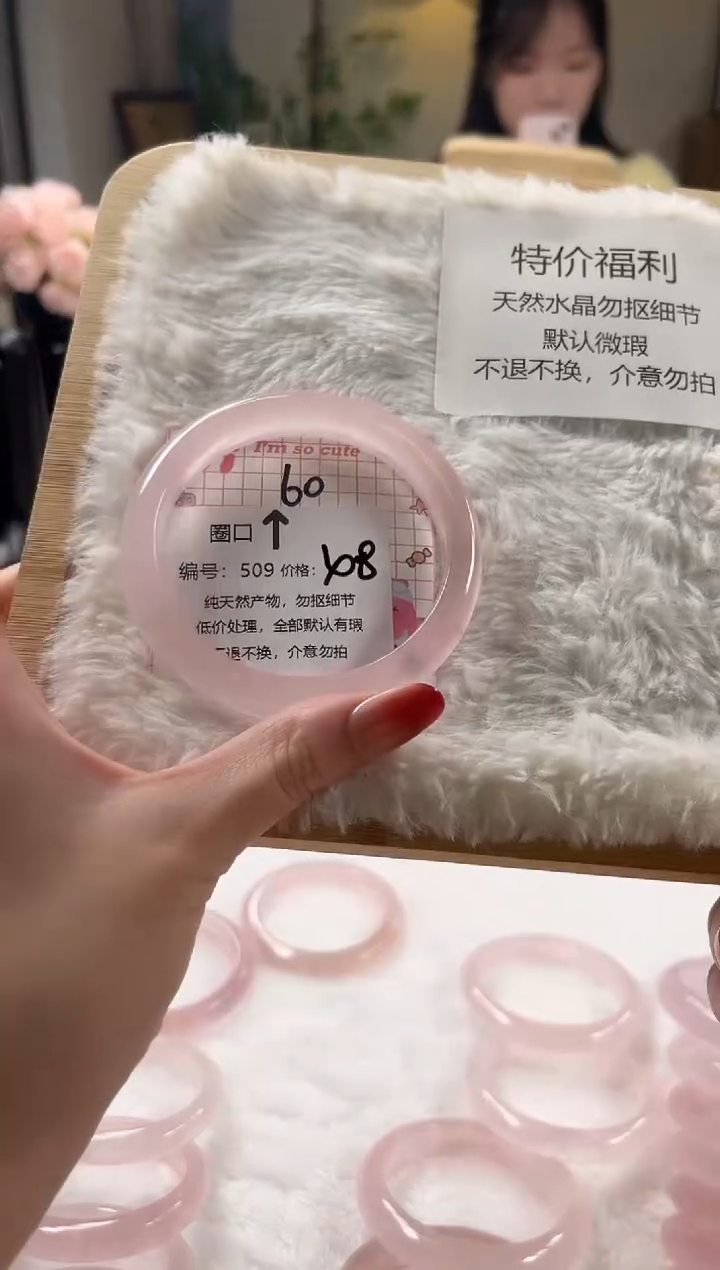 特价福利
天然水晶勿抠细节
默认微瑕
不退不换，介意勿拍
I'm so cute
60
圈口 ↑
编号：509 价格：108
纯天然产物，勿抠细节
低价处理，全部默认有瑕
退不换，介意勿拍